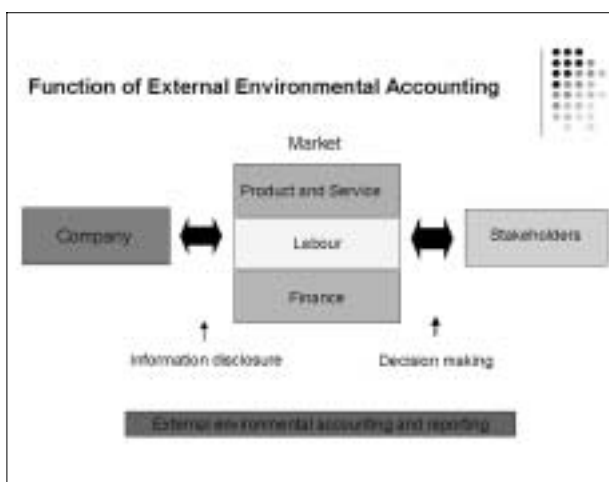 Function of External Environmental Accounting
Market
Product and Service
Company
Labour
Stakeholders
Finance
Information disclosure
Decision making
External environmental accounting and reporting